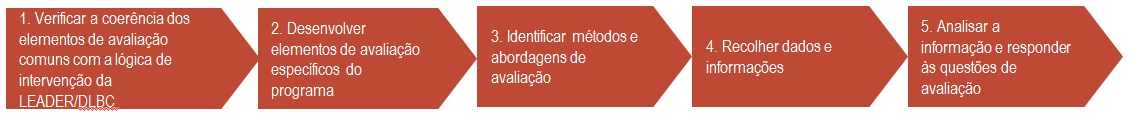 1. Verificar a coerência dos
elementos de avaliação
comuns com a lógica de
intervenção da
LEADER/DLBC
2. Desenvolver
elementos de avaliação
específicos do
programa
3. Identificar métodos e
abordagens de
avaliação
4. Recolher dados e
informações
5. Analisar a
informação e responder
às questões de
avaliação